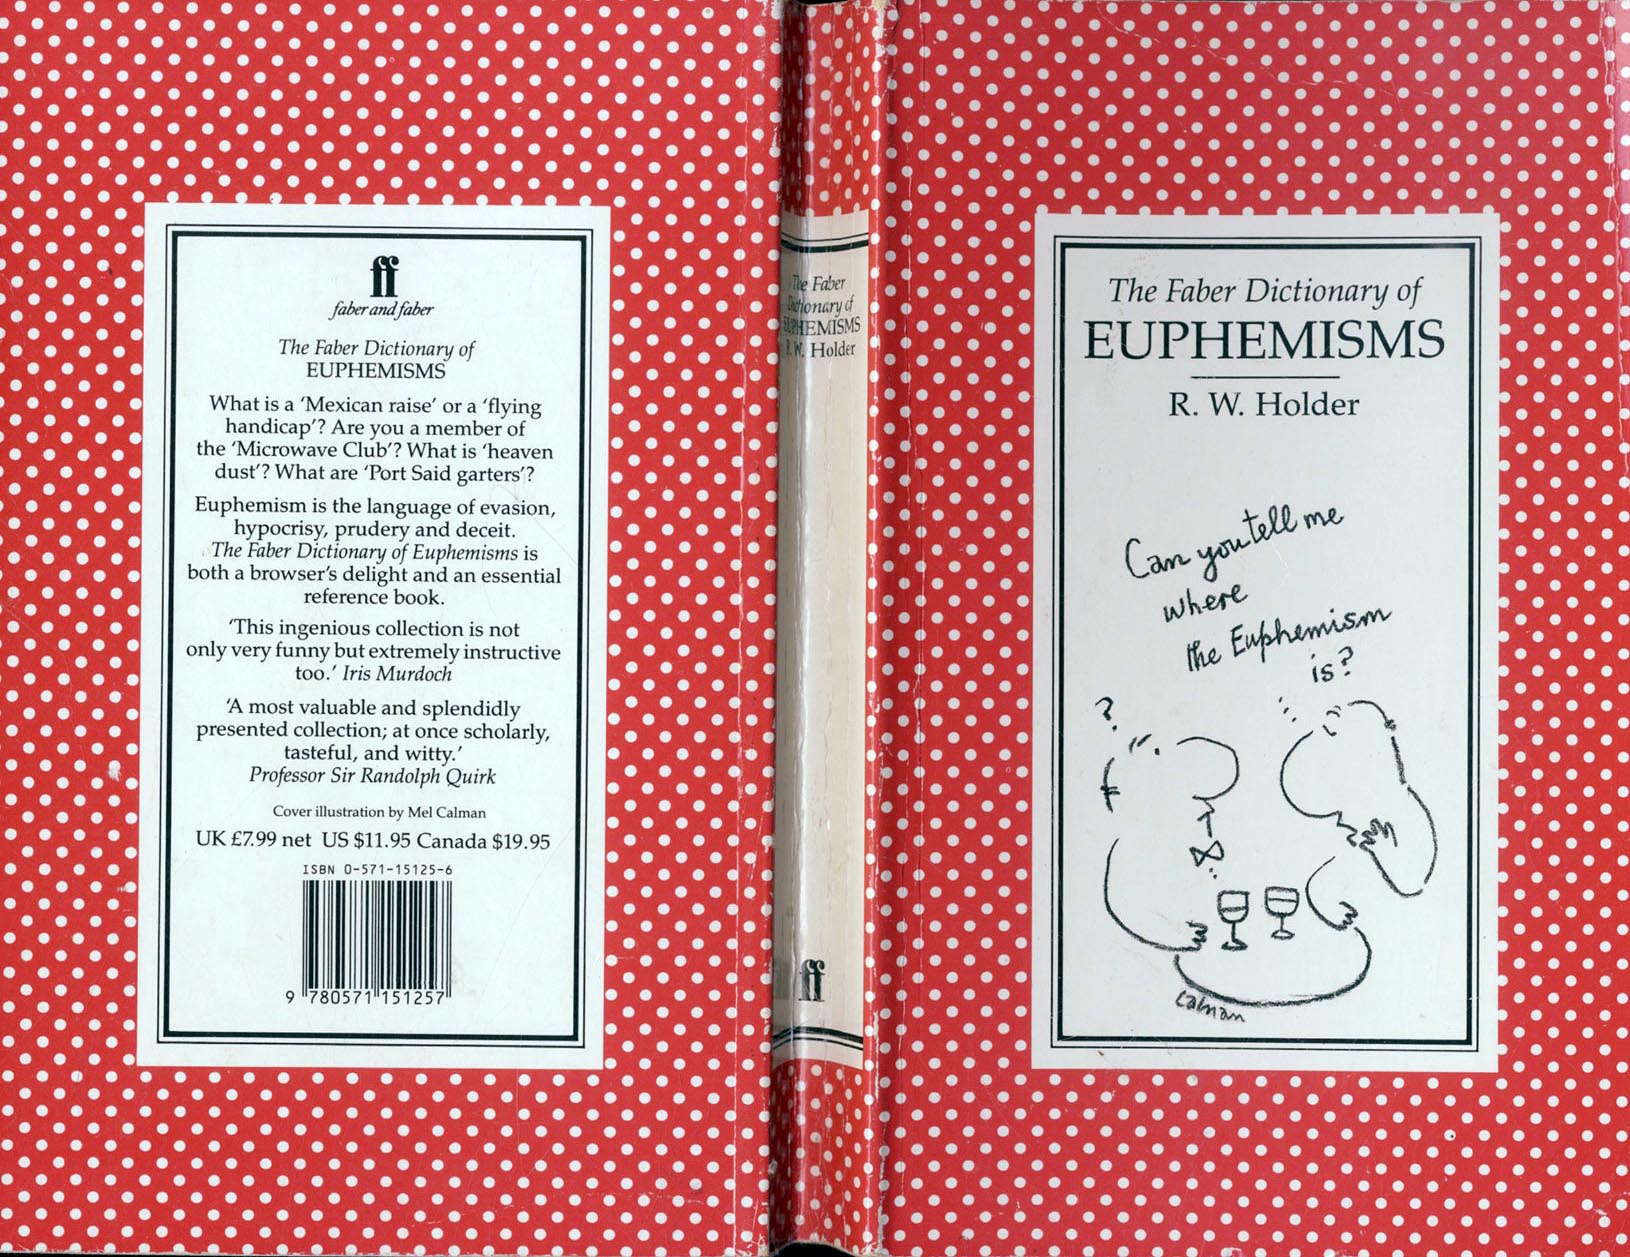 ff
faber and faber
The Faber Dictionary of
EUPHEMISMS
What is a ‘Mexican raise’ or a ‘flying
handicap’? Are you a member of
the ‘Microwave Club’? What is ‘heaven
dust’? What are ‘Port Said garters’?
Euphemism is the language of evasion,
hypocrisy, prudery and deceit.
The Faber Dictionary of Euphemisms is
both a browser’s delight and an essential
reference book.
‘This ingenious collection is not
only very funny but extremely instructive
too.’ Iris Murdoch
‘A most valuable and splendidly
presented collection; at once scholarly,
tasteful, and witty.’
Professor Sir Randolph Quirk
Cover illustration by Mel Calman
UK £7.99 net US $11.95 Canada $19.95
ISBN 0-571-15125-6
9 780571 151257
The Faber
Dictionary of
EUPHEMISMS
R. W. Holder
ff
The Faber Dictionary of
EUPHEMISMS
R. W. Holder
Can you tell me
where
the Euphemism
is?
?
Calman